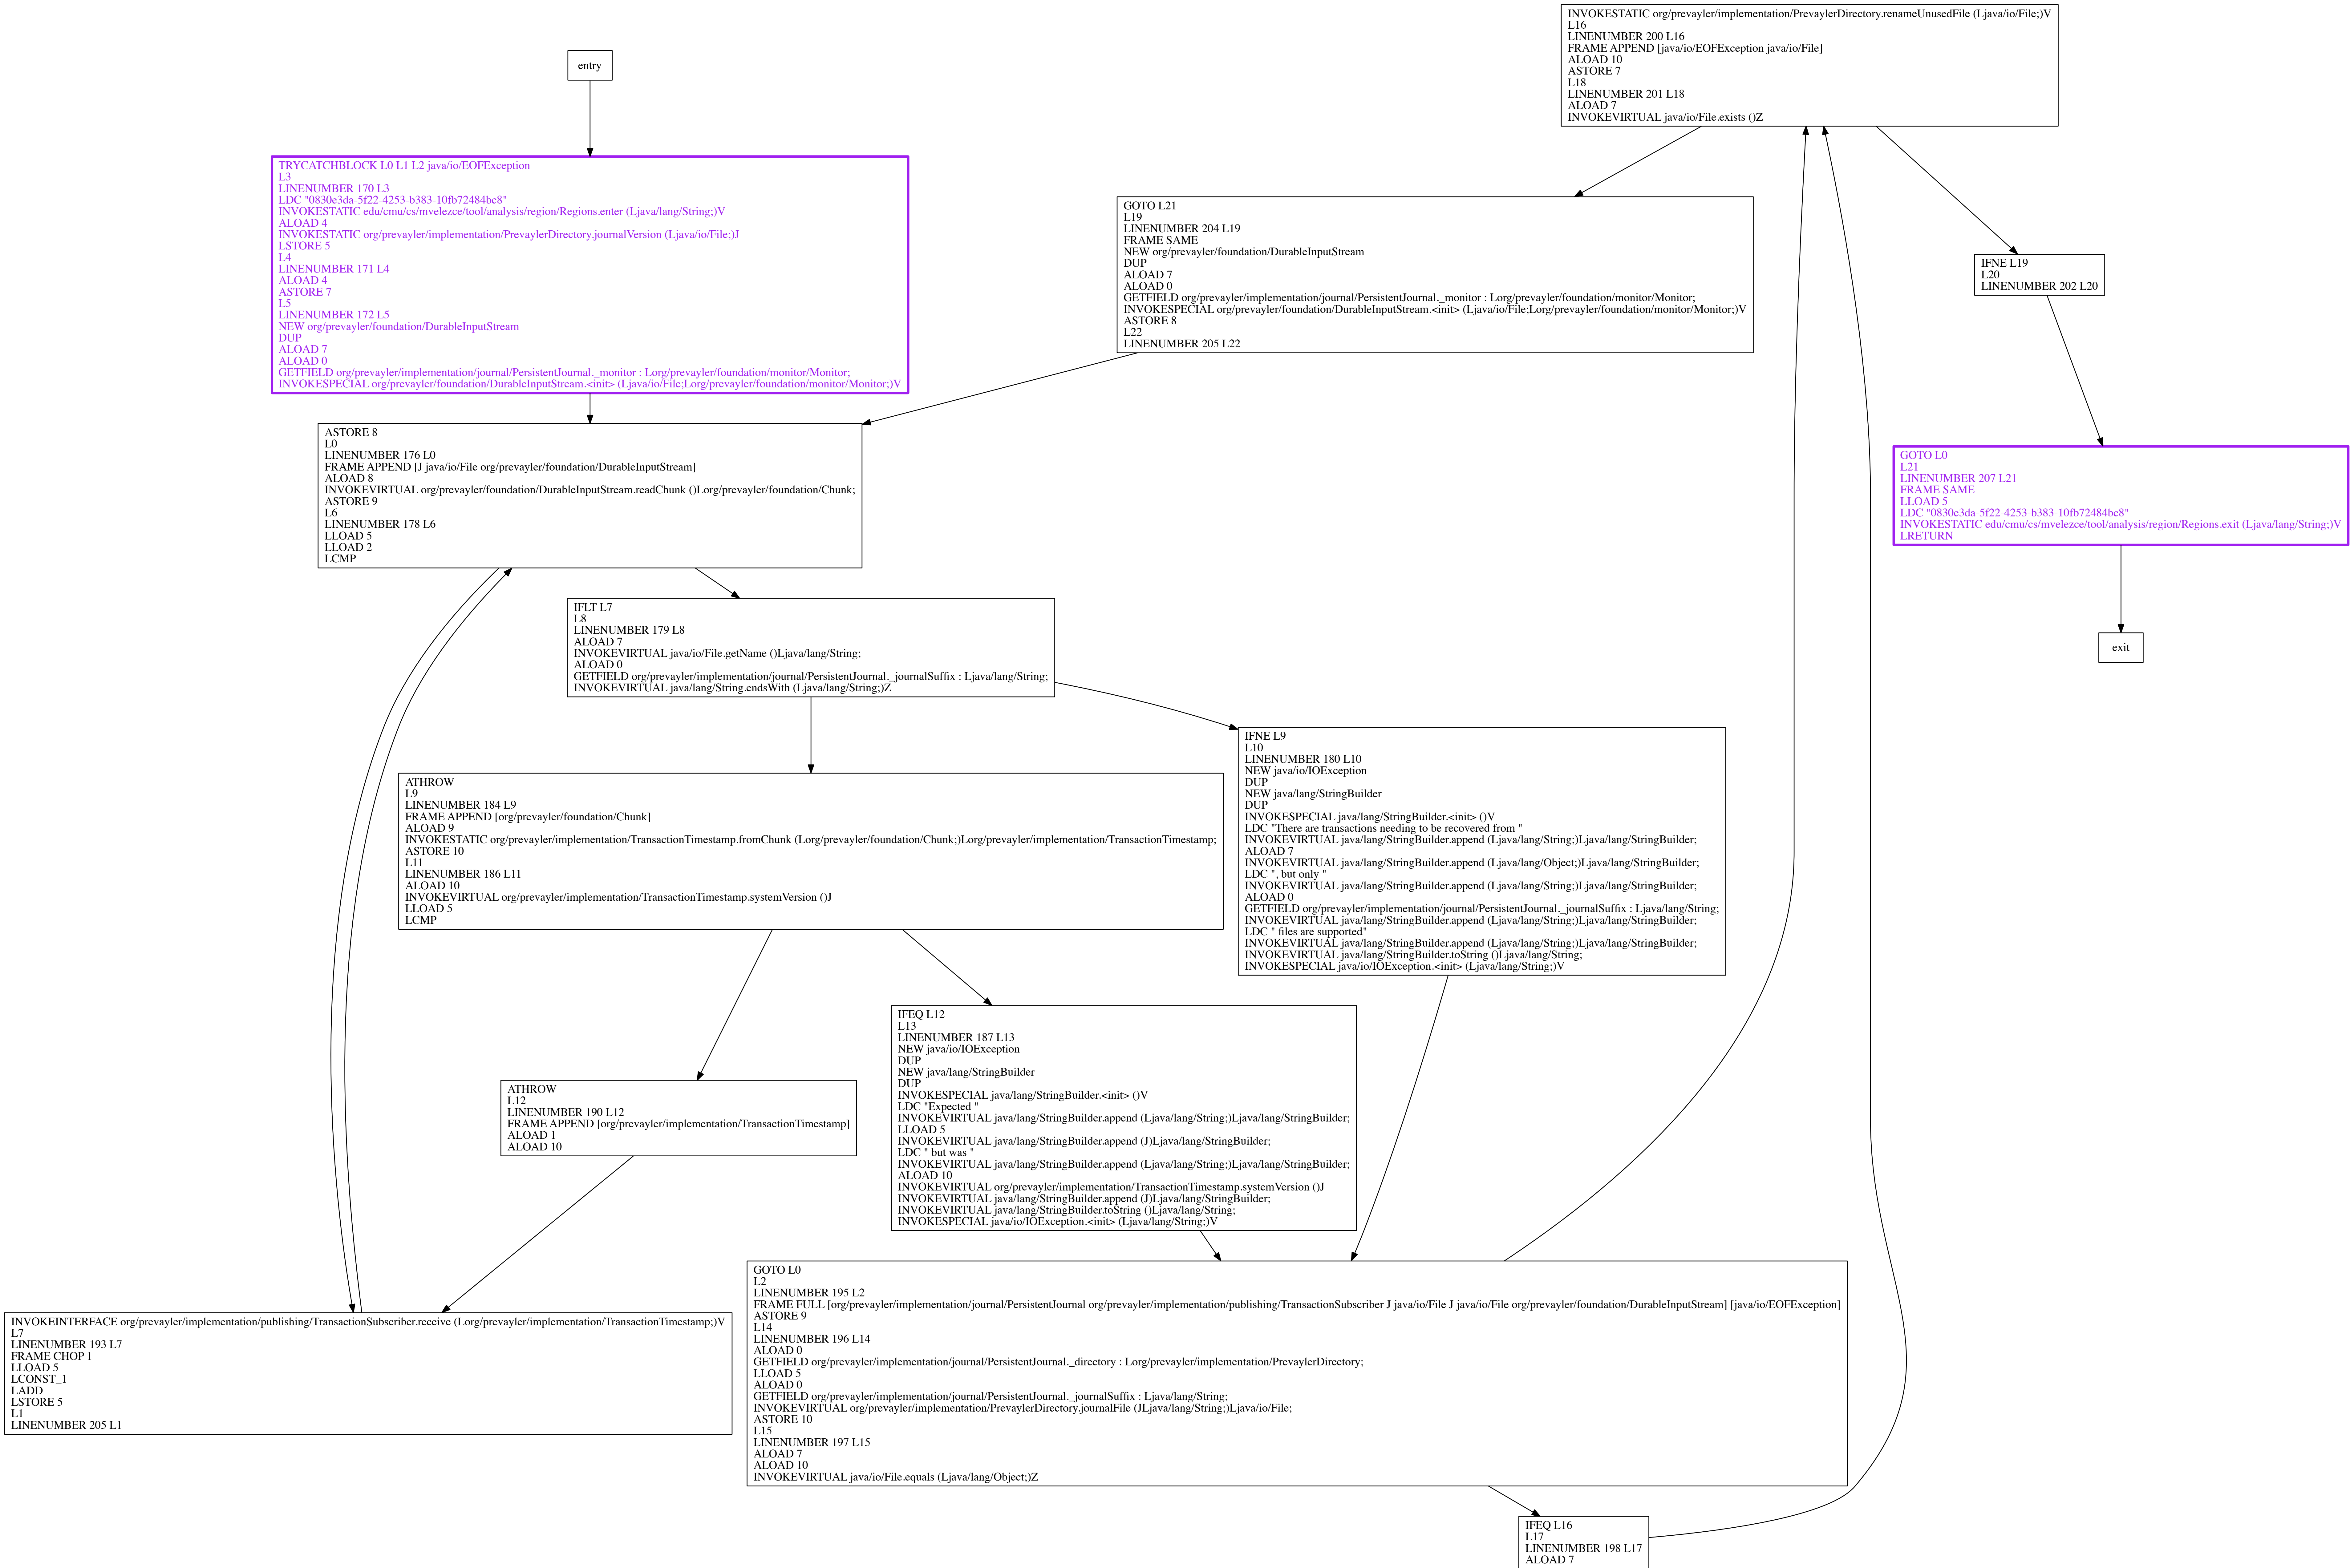 entry
TRYCATCHBLOCK L0 L1 L2 java/io/EOFException
L3
LINENUMBER 170 L3
LDC "0830e3da-5f22-4253-b383-10fb72484bc8"
INVOKESTATIC edu/cmu/cs/mvelezce/tool/analysis/region/Regions.enter (Ljava/lang/String;)V
ALOAD 4
INVOKESTATIC org/prevayler/implementation/PrevaylerDirectory.journalVersion (Ljava/io/File;)J
LSTORE 5
L4
LINENUMBER 171 L4
ALOAD 4
ASTORE 7
L5
LINENUMBER 172 L5
NEW org/prevayler/foundation/DurableInputStream
DUP
ALOAD 7
ALOAD 0
GETFIELD org/prevayler/implementation/journal/PersistentJournal._monitor : Lorg/prevayler/foundation/monitor/Monitor;
INVOKESPECIAL org/prevayler/foundation/DurableInputStream.<init> (Ljava/io/File;Lorg/prevayler/foundation/monitor/Monitor;)V
INVOKESTATIC org/prevayler/implementation/PrevaylerDirectory.renameUnusedFile (Ljava/io/File;)V
L16
LINENUMBER 200 L16
FRAME APPEND [java/io/EOFException java/io/File]
ALOAD 10
ASTORE 7
L18
LINENUMBER 201 L18
ALOAD 7
INVOKEVIRTUAL java/io/File.exists ()Z
GOTO L21
L19
LINENUMBER 204 L19
FRAME SAME
NEW org/prevayler/foundation/DurableInputStream
DUP
ALOAD 7
ALOAD 0
GETFIELD org/prevayler/implementation/journal/PersistentJournal._monitor : Lorg/prevayler/foundation/monitor/Monitor;
INVOKESPECIAL org/prevayler/foundation/DurableInputStream.<init> (Ljava/io/File;Lorg/prevayler/foundation/monitor/Monitor;)V
ASTORE 8
L22
LINENUMBER 205 L22
IFNE L19
L20
LINENUMBER 202 L20
GOTO L0
L21
LINENUMBER 207 L21
FRAME SAME
LLOAD 5
LDC "0830e3da-5f22-4253-b383-10fb72484bc8"
INVOKESTATIC edu/cmu/cs/mvelezce/tool/analysis/region/Regions.exit (Ljava/lang/String;)V
LRETURN
exit
ASTORE 8
L0
LINENUMBER 176 L0
FRAME APPEND [J java/io/File org/prevayler/foundation/DurableInputStream]
ALOAD 8
INVOKEVIRTUAL org/prevayler/foundation/DurableInputStream.readChunk ()Lorg/prevayler/foundation/Chunk;
ASTORE 9
L6
LINENUMBER 178 L6
LLOAD 5
LLOAD 2
LCMP
IFLT L7
L8
LINENUMBER 179 L8
ALOAD 7
INVOKEVIRTUAL java/io/File.getName ()Ljava/lang/String;
ALOAD 0
GETFIELD org/prevayler/implementation/journal/PersistentJournal._journalSuffix : Ljava/lang/String;
INVOKEVIRTUAL java/lang/String.endsWith (Ljava/lang/String;)Z
IFNE L9
L10
LINENUMBER 180 L10
NEW java/io/IOException
DUP
NEW java/lang/StringBuilder
DUP
INVOKESPECIAL java/lang/StringBuilder.<init> ()V
LDC "There are transactions needing to be recovered from "
INVOKEVIRTUAL java/lang/StringBuilder.append (Ljava/lang/String;)Ljava/lang/StringBuilder;
ALOAD 7
INVOKEVIRTUAL java/lang/StringBuilder.append (Ljava/lang/Object;)Ljava/lang/StringBuilder;
LDC ", but only "
INVOKEVIRTUAL java/lang/StringBuilder.append (Ljava/lang/String;)Ljava/lang/StringBuilder;
ALOAD 0
GETFIELD org/prevayler/implementation/journal/PersistentJournal._journalSuffix : Ljava/lang/String;
INVOKEVIRTUAL java/lang/StringBuilder.append (Ljava/lang/String;)Ljava/lang/StringBuilder;
LDC " files are supported"
INVOKEVIRTUAL java/lang/StringBuilder.append (Ljava/lang/String;)Ljava/lang/StringBuilder;
INVOKEVIRTUAL java/lang/StringBuilder.toString ()Ljava/lang/String;
INVOKESPECIAL java/io/IOException.<init> (Ljava/lang/String;)V
ATHROW
L9
LINENUMBER 184 L9
FRAME APPEND [org/prevayler/foundation/Chunk]
ALOAD 9
INVOKESTATIC org/prevayler/implementation/TransactionTimestamp.fromChunk (Lorg/prevayler/foundation/Chunk;)Lorg/prevayler/implementation/TransactionTimestamp;
ASTORE 10
L11
LINENUMBER 186 L11
ALOAD 10
INVOKEVIRTUAL org/prevayler/implementation/TransactionTimestamp.systemVersion ()J
LLOAD 5
LCMP
IFEQ L12
L13
LINENUMBER 187 L13
NEW java/io/IOException
DUP
NEW java/lang/StringBuilder
DUP
INVOKESPECIAL java/lang/StringBuilder.<init> ()V
LDC "Expected "
INVOKEVIRTUAL java/lang/StringBuilder.append (Ljava/lang/String;)Ljava/lang/StringBuilder;
LLOAD 5
INVOKEVIRTUAL java/lang/StringBuilder.append (J)Ljava/lang/StringBuilder;
LDC " but was "
INVOKEVIRTUAL java/lang/StringBuilder.append (Ljava/lang/String;)Ljava/lang/StringBuilder;
ALOAD 10
INVOKEVIRTUAL org/prevayler/implementation/TransactionTimestamp.systemVersion ()J
INVOKEVIRTUAL java/lang/StringBuilder.append (J)Ljava/lang/StringBuilder;
INVOKEVIRTUAL java/lang/StringBuilder.toString ()Ljava/lang/String;
INVOKESPECIAL java/io/IOException.<init> (Ljava/lang/String;)V
ATHROW
L12
LINENUMBER 190 L12
FRAME APPEND [org/prevayler/implementation/TransactionTimestamp]
ALOAD 1
ALOAD 10
INVOKEINTERFACE org/prevayler/implementation/publishing/TransactionSubscriber.receive (Lorg/prevayler/implementation/TransactionTimestamp;)V
L7
LINENUMBER 193 L7
FRAME CHOP 1
LLOAD 5
LCONST_1
LADD
LSTORE 5
L1
LINENUMBER 205 L1
GOTO L0
L2
LINENUMBER 195 L2
FRAME FULL [org/prevayler/implementation/journal/PersistentJournal org/prevayler/implementation/publishing/TransactionSubscriber J java/io/File J java/io/File org/prevayler/foundation/DurableInputStream] [java/io/EOFException]
ASTORE 9
L14
LINENUMBER 196 L14
ALOAD 0
GETFIELD org/prevayler/implementation/journal/PersistentJournal._directory : Lorg/prevayler/implementation/PrevaylerDirectory;
LLOAD 5
ALOAD 0
GETFIELD org/prevayler/implementation/journal/PersistentJournal._journalSuffix : Ljava/lang/String;
INVOKEVIRTUAL org/prevayler/implementation/PrevaylerDirectory.journalFile (JLjava/lang/String;)Ljava/io/File;
ASTORE 10
L15
LINENUMBER 197 L15
ALOAD 7
ALOAD 10
INVOKEVIRTUAL java/io/File.equals (Ljava/lang/Object;)Z
IFEQ L16
L17
LINENUMBER 198 L17
ALOAD 7